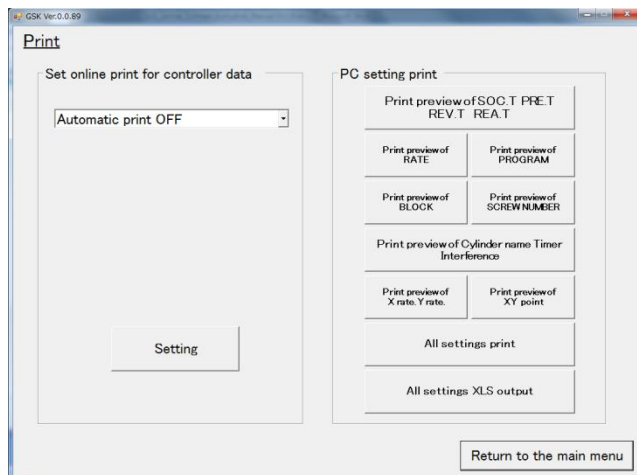 GSK Ver.0.0.89
Print
Set online print for controller data
Automatic print OFF
Setting
PC setting print
Print preview of SOC.T PRE.T
REV.T REA.T
Print preview of
RATE
Print preview of
PROGRAM
Print preview of
BLOCK
Print preview of
SCREW NUMBER
Print preview of Cylinder name Timer
Interference
Print preview of
X rate. Y rate.
Print preview of
XY point
All settings print
All settings XLS output
Return to the main menu